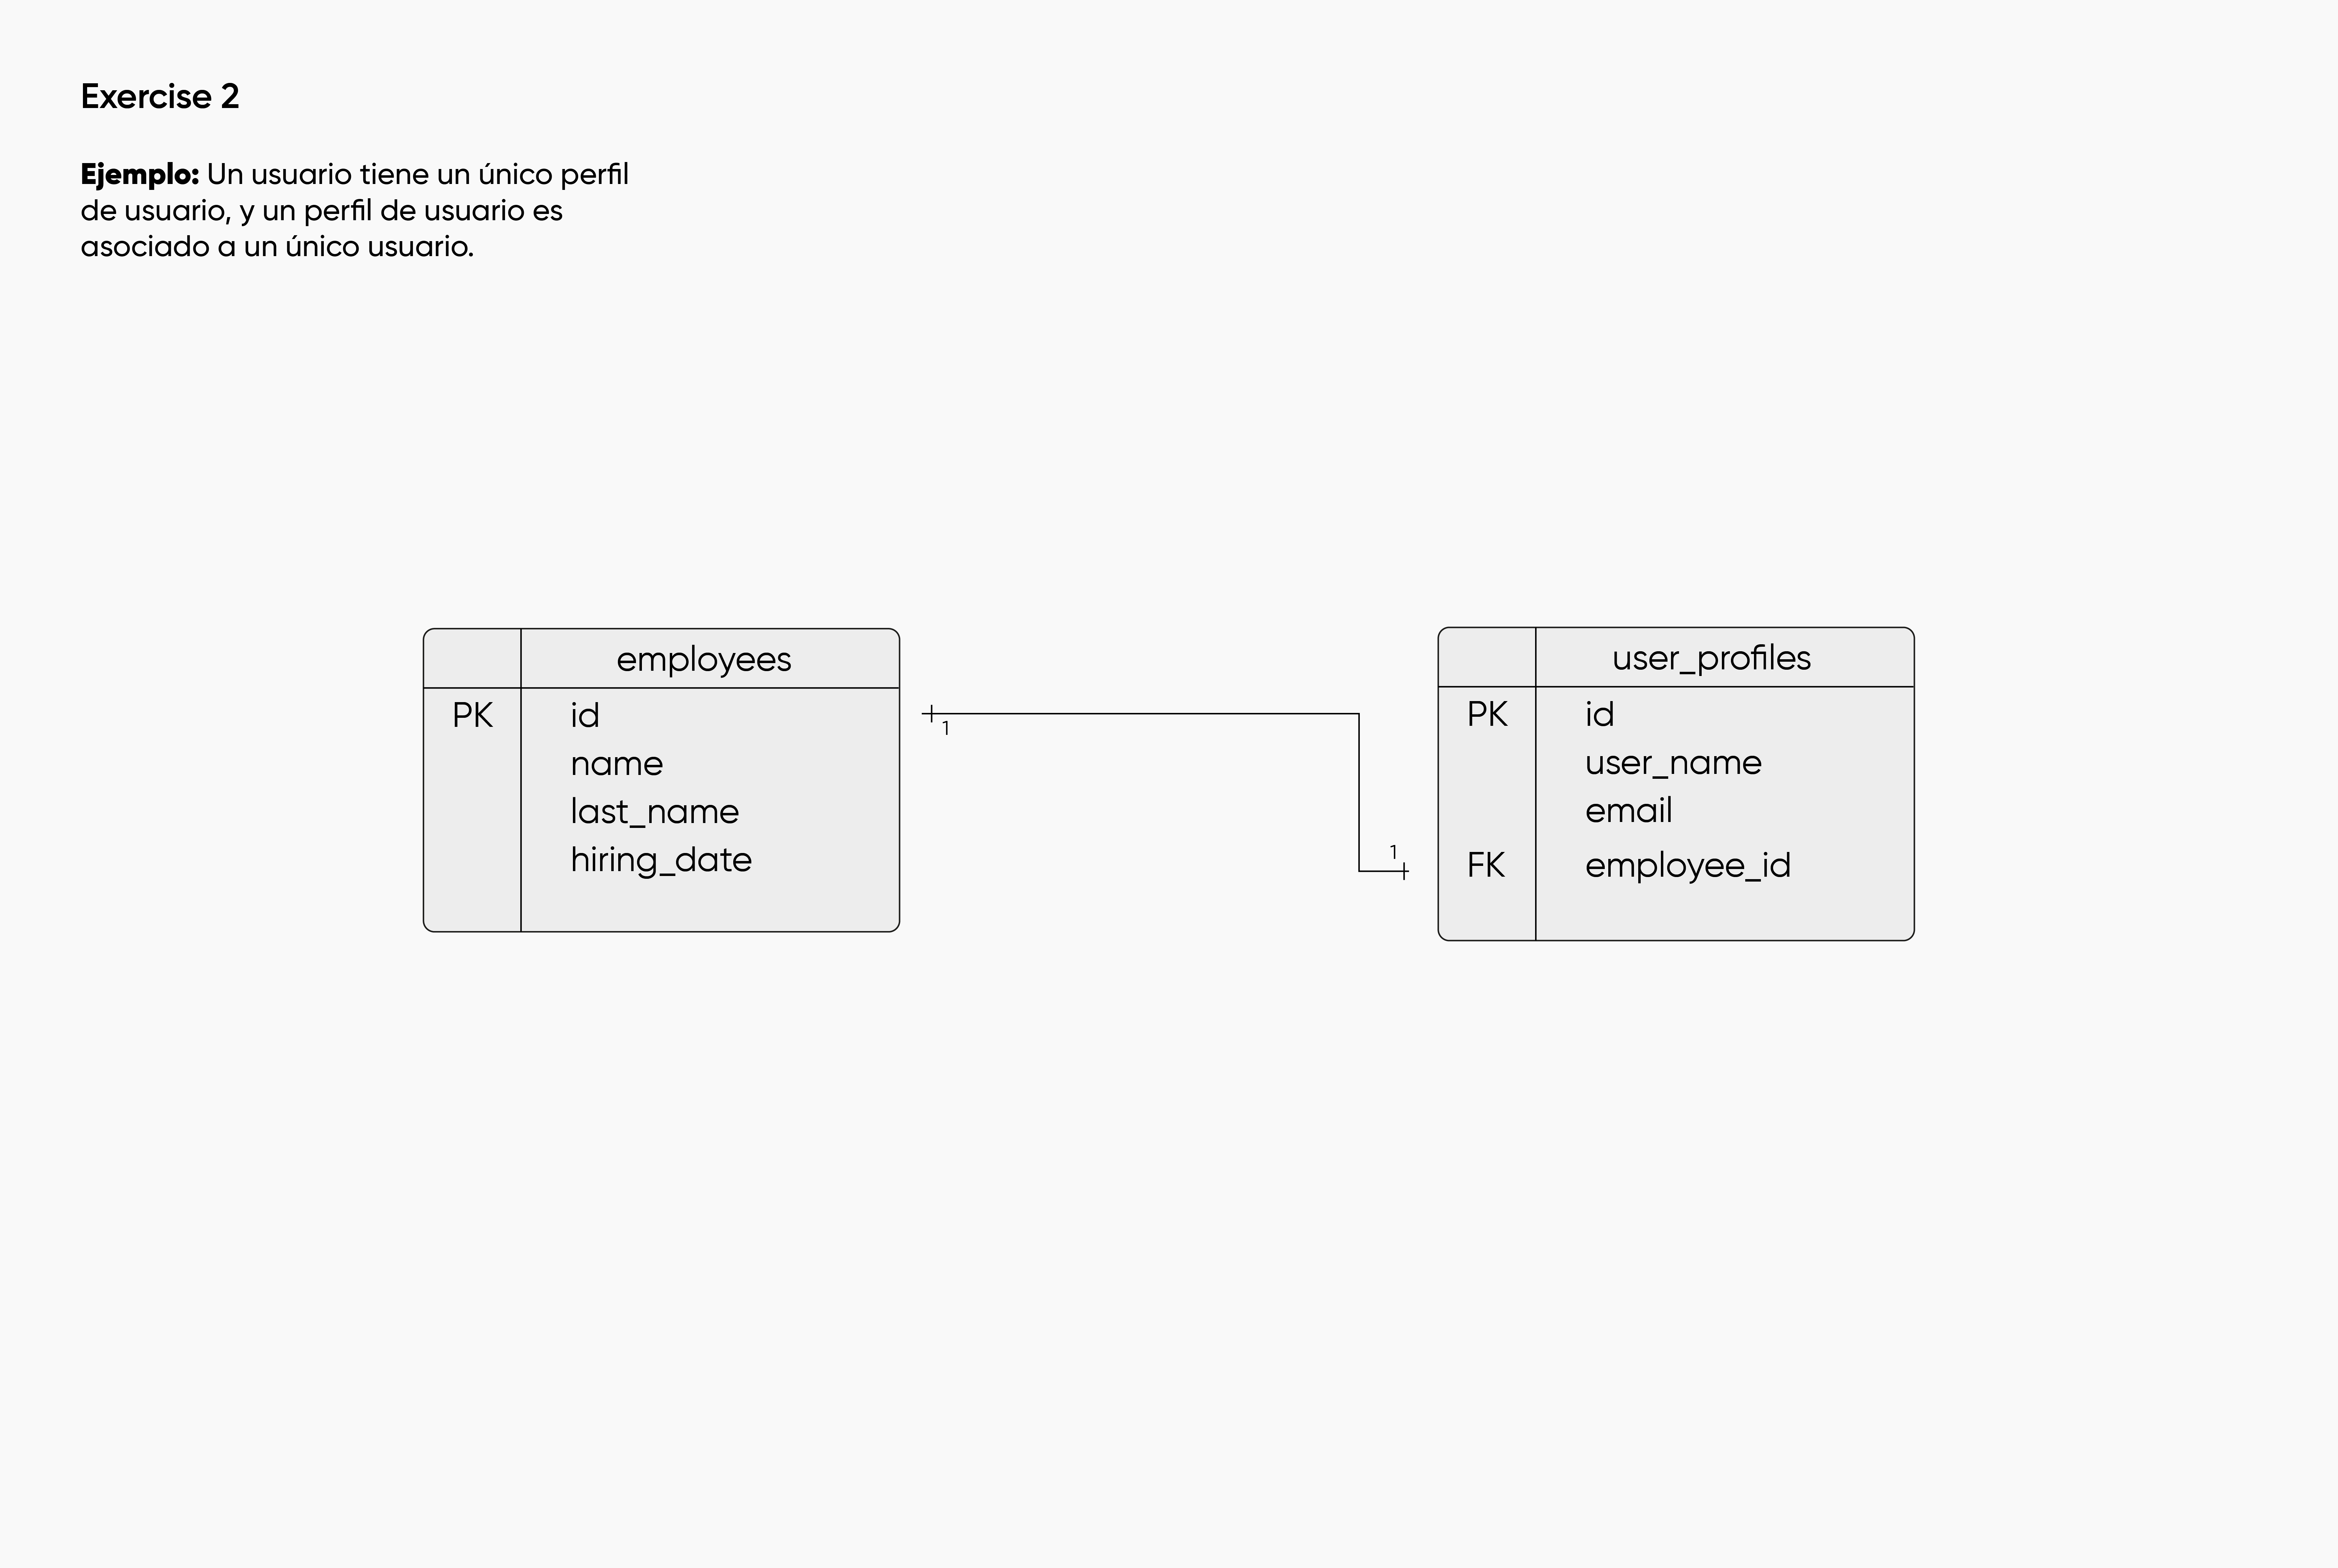 Exercise 2
Ejemplo: Un usuario tiene un único perfil
de usuario, y un perfil de usuario es
asociado a un único usuario.
employees
PK id
name
last_name
hiring_date
1
1
user_profiles
PK id
user_name
email
FK employee_id